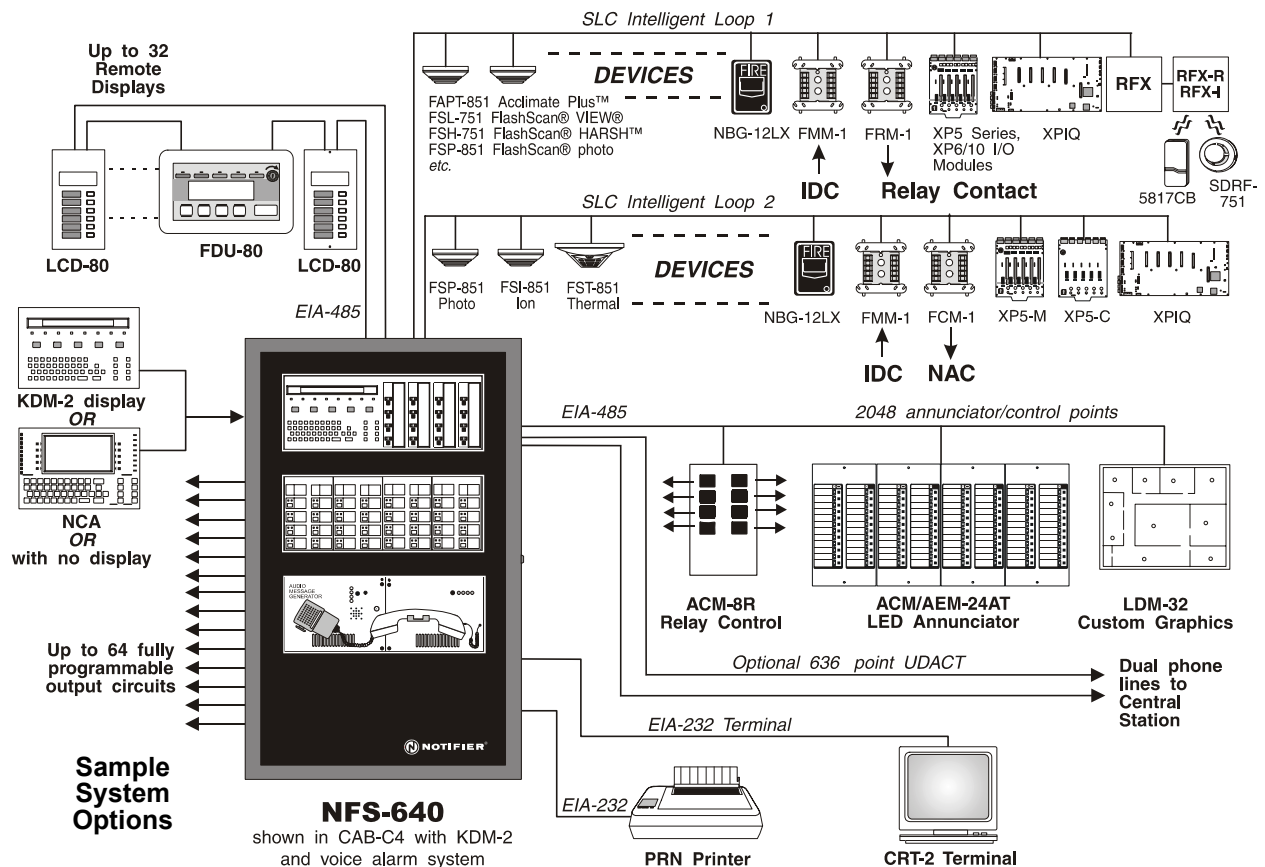 SLC Intelligent Loop 1
Up to 32
Remote
Displays
DEVICES
FIRE
RFX
RFX-R
RFX-I
FAPT-851 Acclimate Plus™
FSL-751 FlashScan® VIEW®
FSH-751 FlashScan® HARSH™
FSP-851 FlashScan® photo
etc.
NBG-12LX
FMM-1
FRM-1
XP5 Series,
XP6/10 I/O
Modules
XPIQ
IDC
Relay Contact
5817CB
SDRF-
751
LCD-80
FDU-80
LCD-80
SLC Intelligent Loop 2
DEVICES
FIRE
FSP-851
Photo
FSI-851
Ion
FST-851
Thermal
NBG-12LX
FMM-1
FCM-1
XP5-M
XP5-C
XPIQ
IDC
NAC
EIA-485
KDM-2 display
OR
NCA
OR
with no display
EIA-485
2048 annunciator/control points
ACM-8R
Relay Control
ACM/AEM-24AT
LED Annunciator
LDM-32
Custom Graphics
AUDIO
MESSAGE
GENERATOR
Up to 64 fully
programmable
output circuits
Optional 636 point UDACT
Dual phone
lines to
Central
Station
EIA-232 Terminal
N NOTIFIER®
Sample
System
Options
NFS-640
shown in CAB-C4 with KDM-2
and voice alarm system
EIA-232
PRN Printer
CRT-2 Terminal